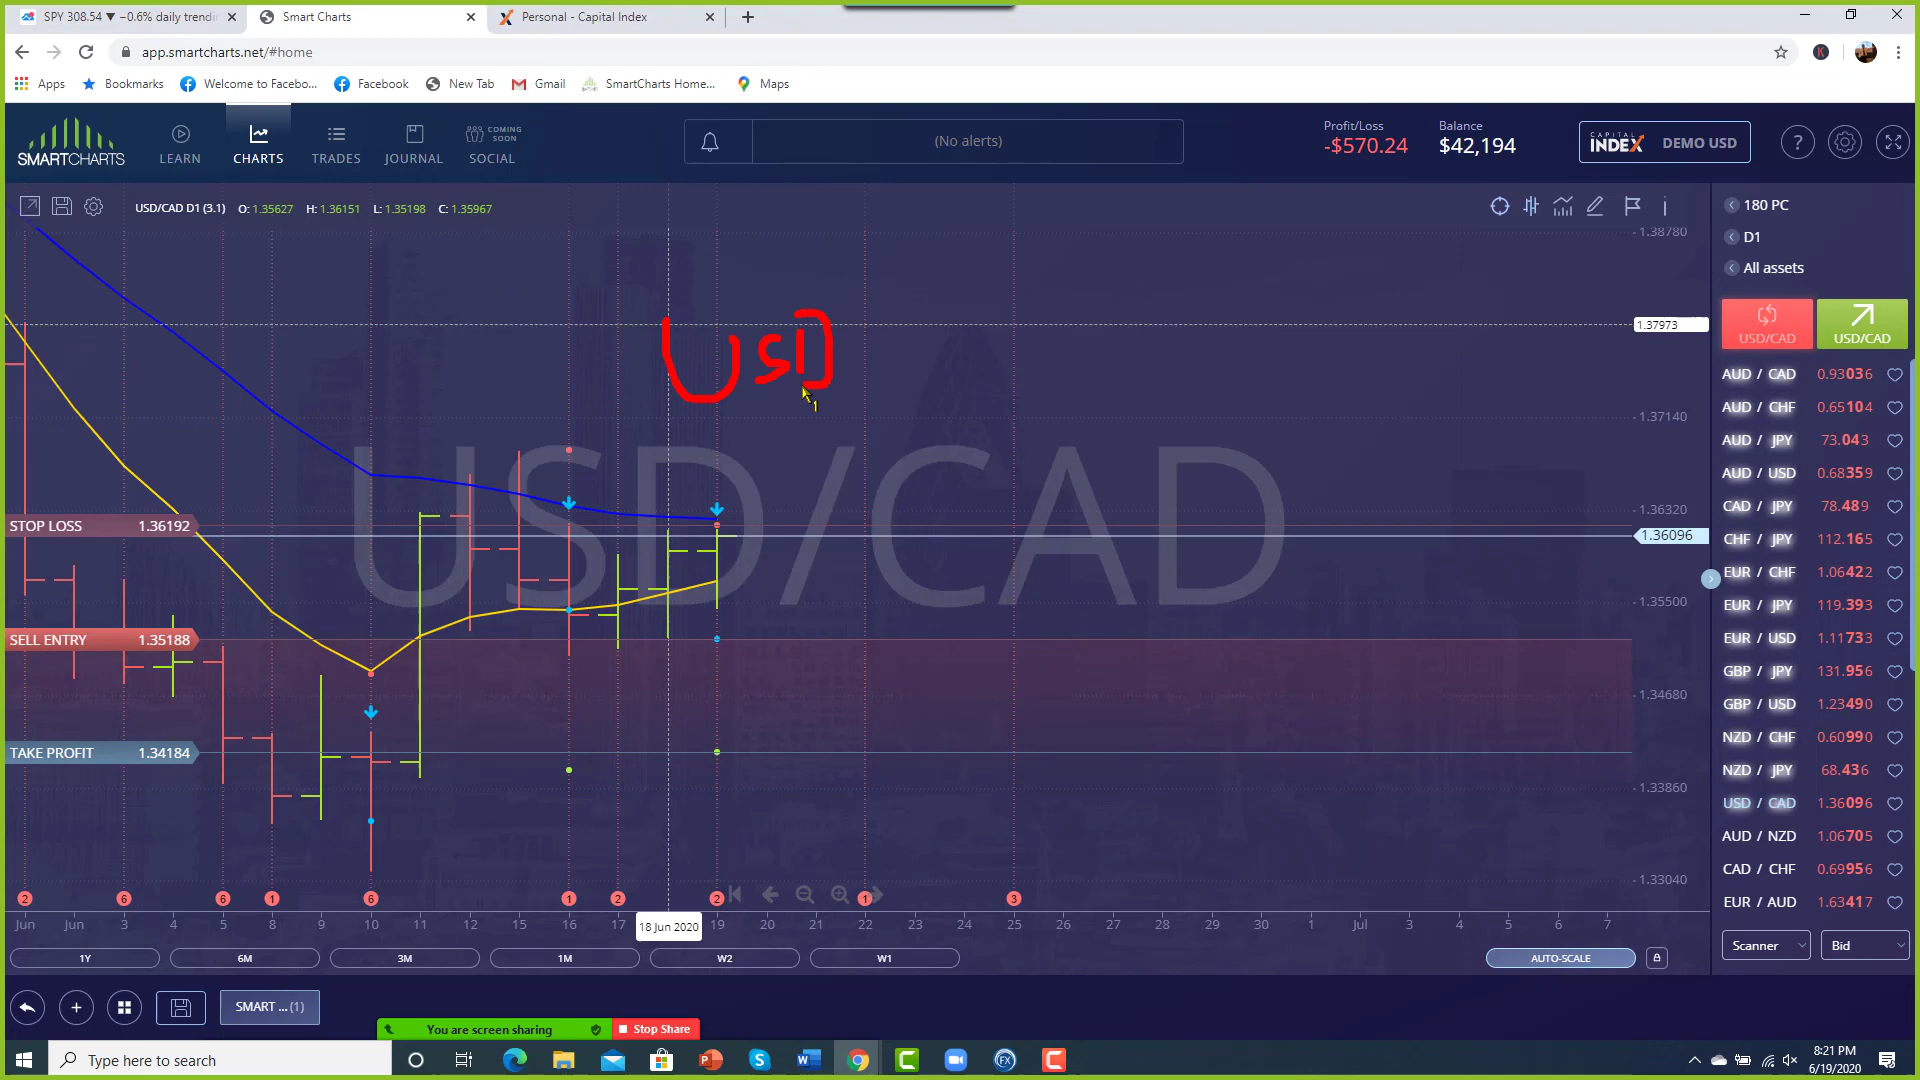 SPY 308.54 ▼ −0.6% daily trendi
Smart Charts
Personal - Capital Index
app.smartcharts.net/#home
Apps
Bookmarks
Welcome to Facebo...
Facebook
New Tab
Gmail
SmartCharts Home...
Maps
SMARTCHARTS
LEARN
CHARTS
TRADES
JOURNAL
COMING SOON
SOCIAL
(No alerts)
Profit/Loss
-$570.24
Balance
$42,194
CAPITAL INDEX
DEMO USD
?
USD/CAD D1 (3.1) O: 1.35627 H: 1.36151 L: 1.35198 C: 1.35967
180 PC
D1
All assets
1.38780
1.37973
USD
USD/CAD
USD/CAD
1.37140
USD/CAD
1.36320
STOP LOSS 1.36192
1.36096
1.35500
SELL ENTRY 1.35188
1.34680
TAKE PROFIT 1.34184
1.33860
1.33040
AUD / CAD 0.93036
AUD / CHF 0.65104
AUD / JPY 73.043
AUD / USD 0.68359
CAD / JPY 78.489
CHF / JPY 112.165
EUR / CHF 1.06422
EUR / JPY 119.393
EUR / USD 1.11733
GBP / JPY 131.956
GBP / USD 1.23490
NZD / CHF 0.60990
NZD / JPY 68.436
USD / CAD 1.36096
AUD / NZD 1.06705
CAD / CHF 0.69956
EUR / AUD 1.63417
2 6 6 1 6 1 2 2 1 3
Jun Jun 3 4 5 8 9 10 11 12 15 16 17 18 Jun 2020 19 20 21 22 23 24 25 26 27 28 29 30 1 Jul 3 4 5 6 7
1Y 6M 3M 1M W2 W1
AUTO-SCALE
Scanner
Bid
SMART ... (1)
You are screen sharing
Stop Share
Type here to search
8:21 PM
6/19/2020